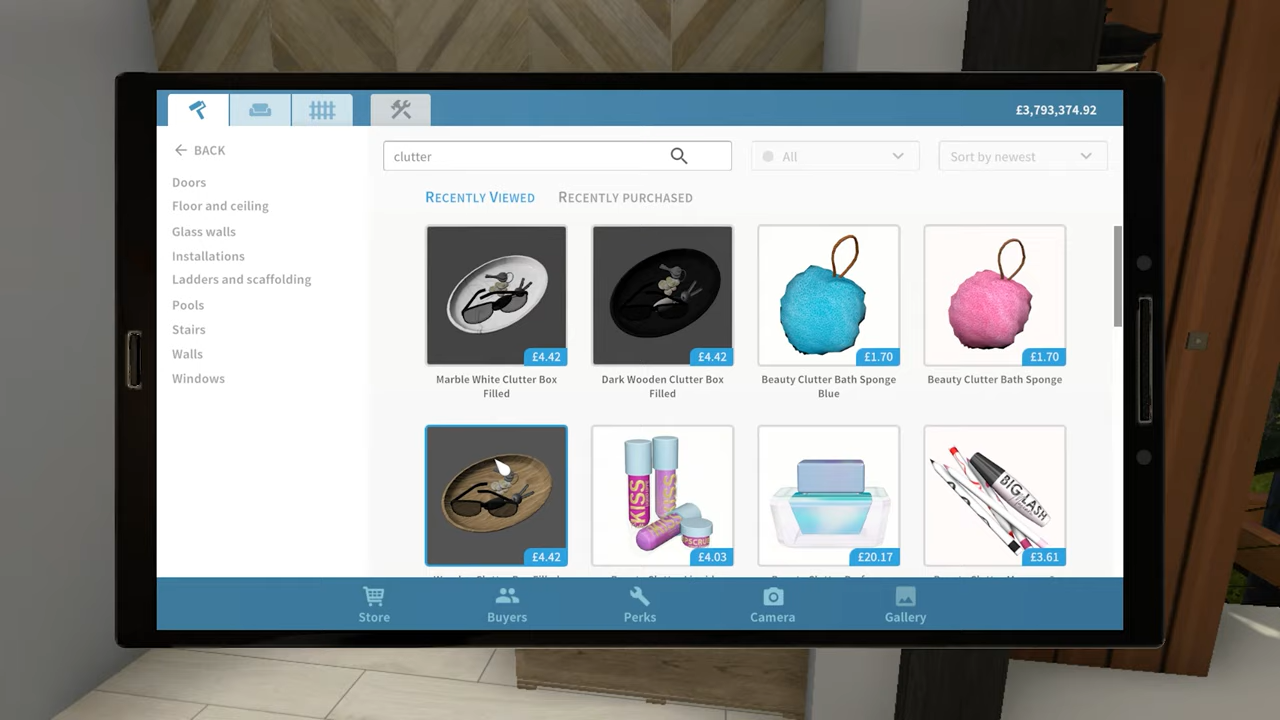 £3,793,374.92
BACK
clutter
All
Sort by newest
Doors
Floor and ceiling
Glass walls
Installations
Ladders and scaffolding
Pools
Stairs
Walls
Windows
RECENTLY VIEWED
RECENTLY PURCHASED
£4.42
£4.42
£1.70
£1.70
Marble White Clutter Box
Filled
Dark Wooden Clutter Box
Filled
Beauty Clutter Bath Sponge
Blue
Beauty Clutter Bath Sponge
KISS
KISS
BIG LASH
£4.42
£4.03
£20.17
£3.61
Store
Buyers
Perks
Camera
Gallery